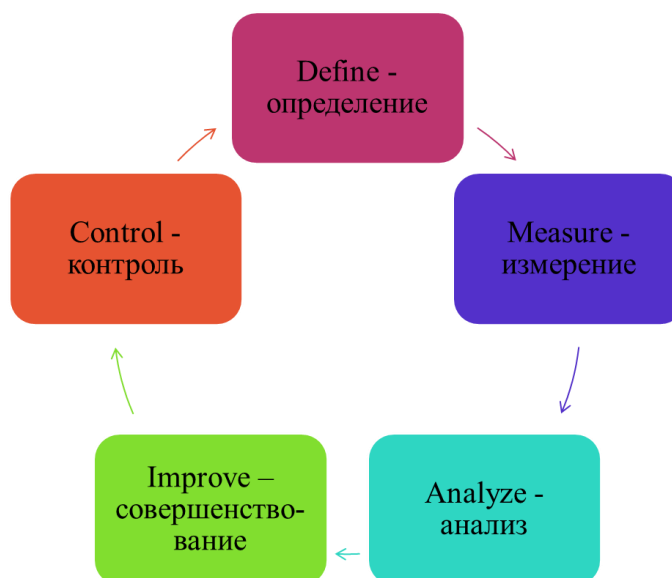 Define -
определение
Measure -
измерение
Analyze -
анализ
Improve –
совершенство-
вание
Control -
контроль